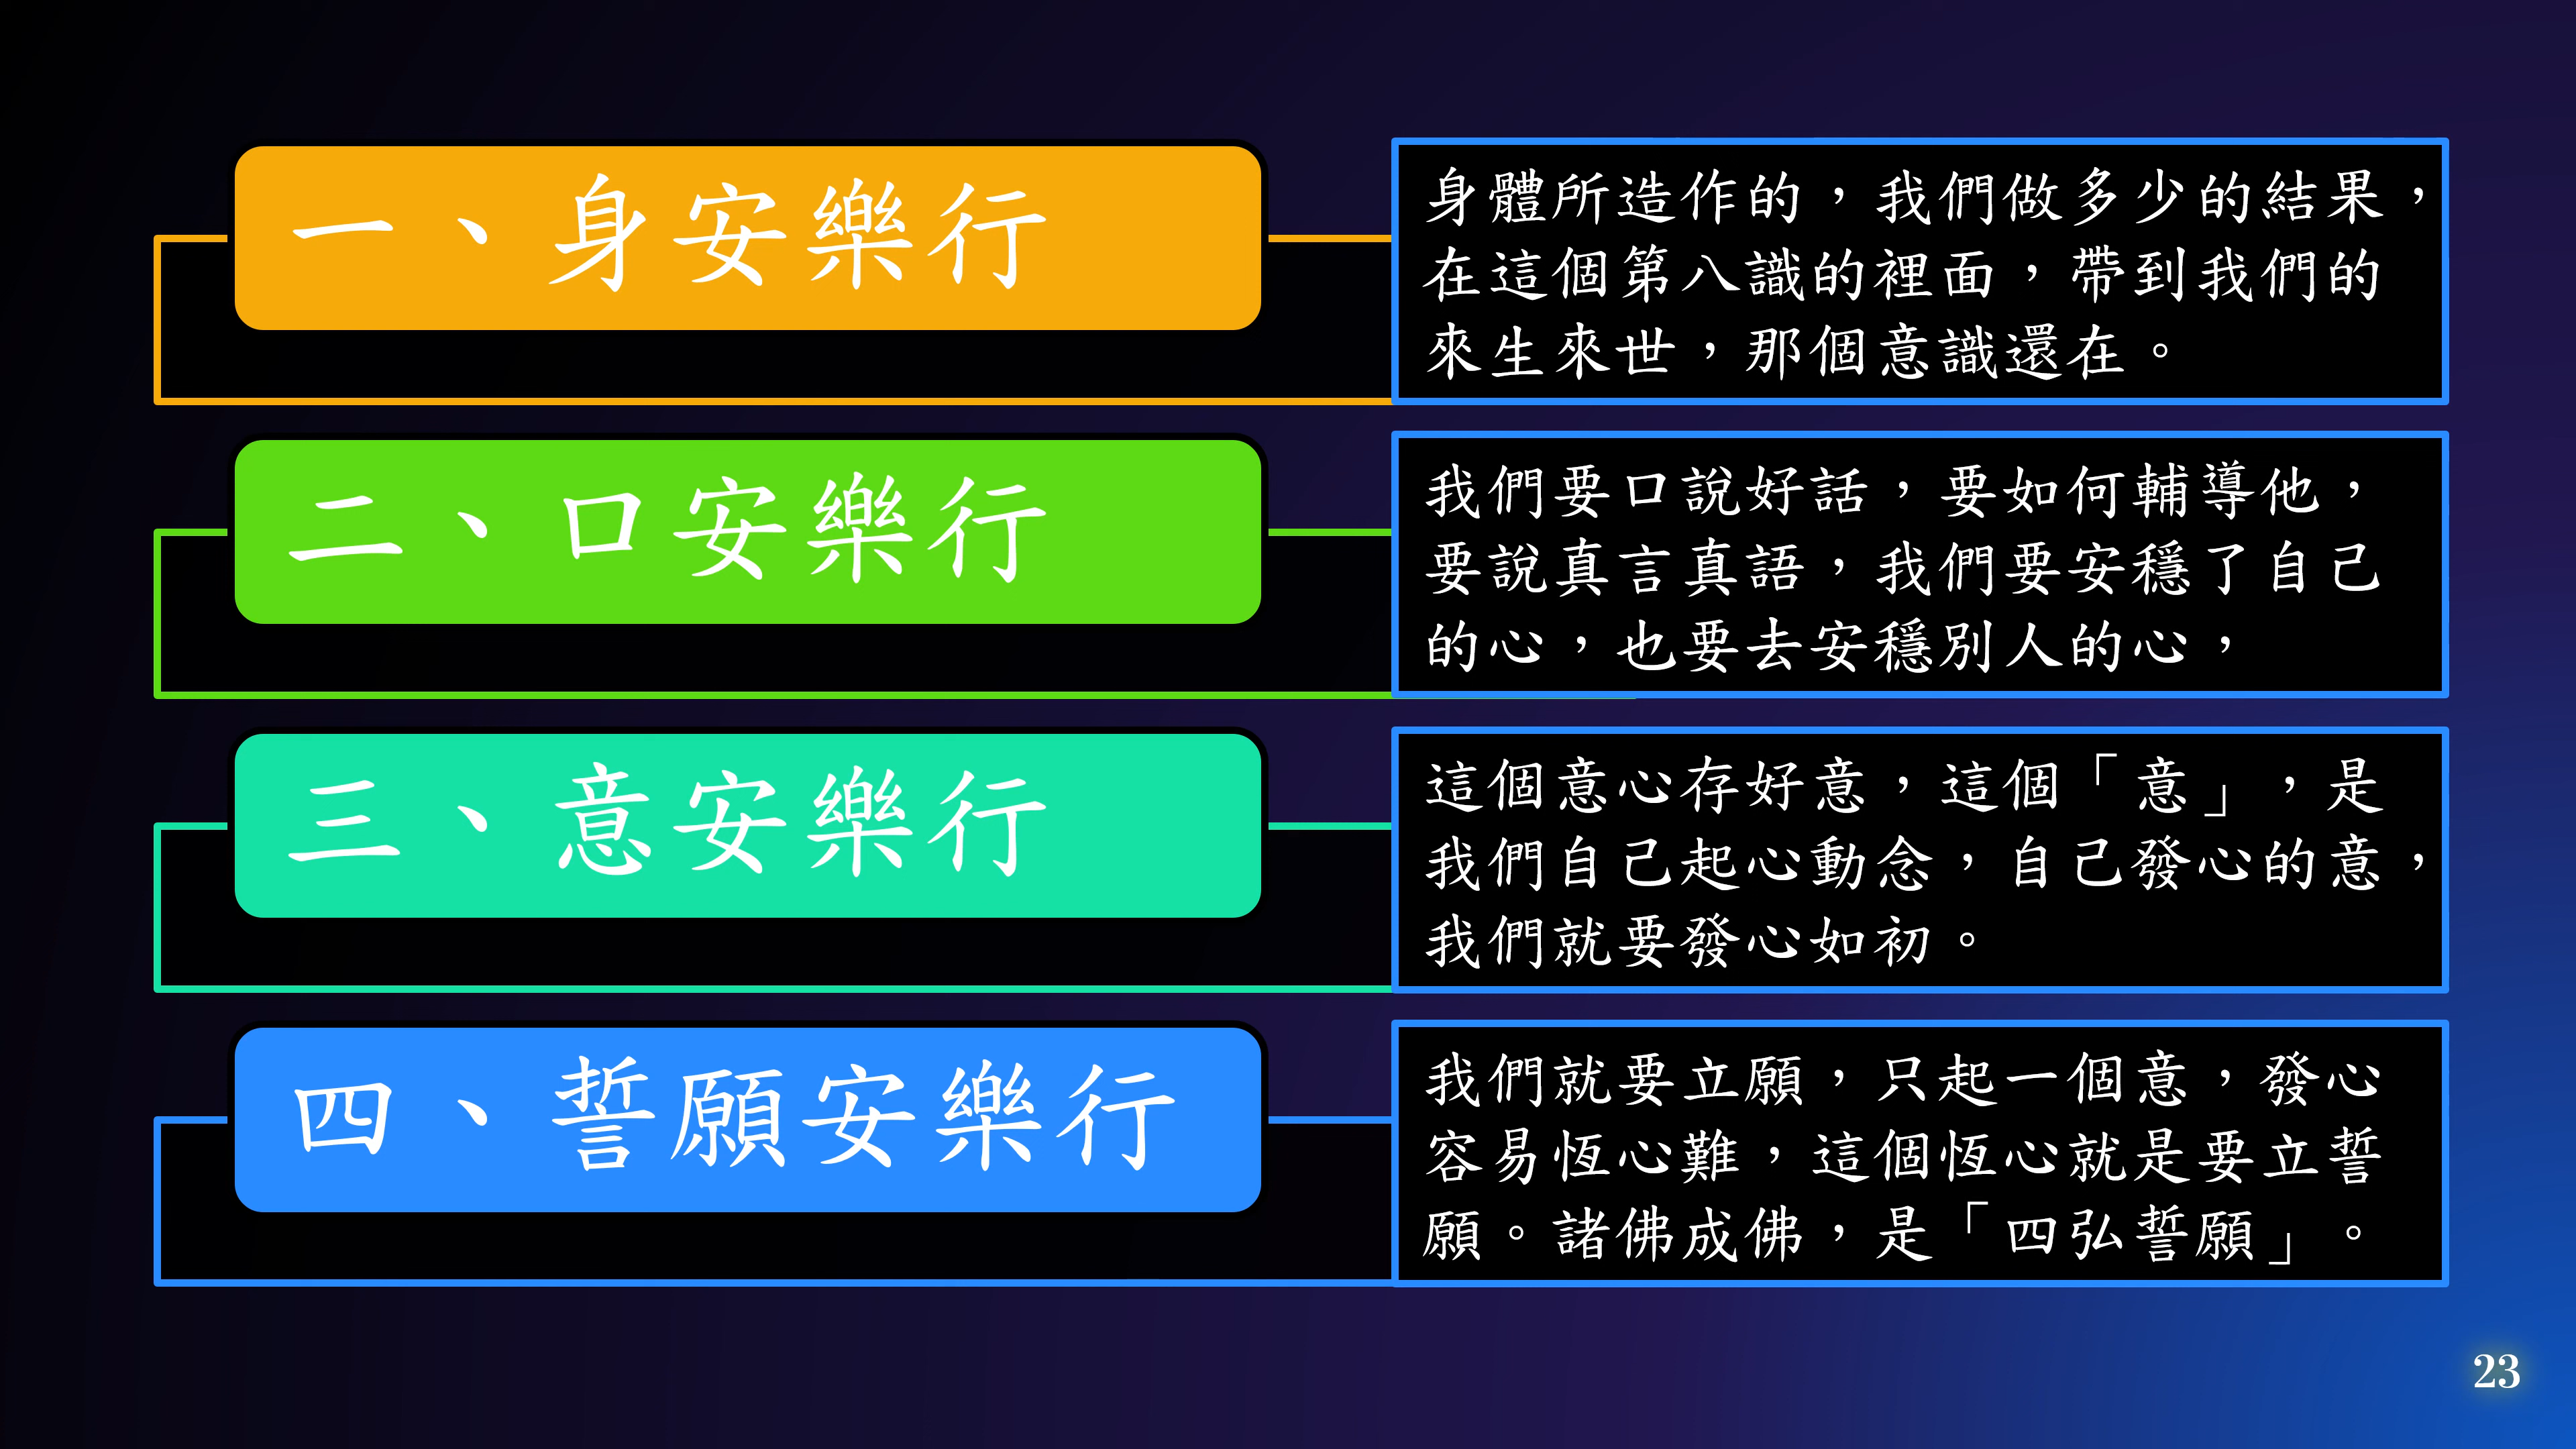 一、身安樂行
身體所造作的，我們做多少的結果，
在這個第八識的裡面，帶到我們的
來生來世，那個意識還在。
二、口安樂行
我們要口說好話，要如何輔導他，
要說真言真語，我們要安穩了自己
的心，也要去安穩別人的心，
三、意安樂行
這個意心存好意，這個「意」，是
我們自己起心動念，自己發心的意，
我們就要發心如初。
四、誓願安樂行
我們就要立願，只起一個意，發心
容易恆心難，這個恆心就是要立誓
願。諸佛成佛，是「四弘誓願」。
23